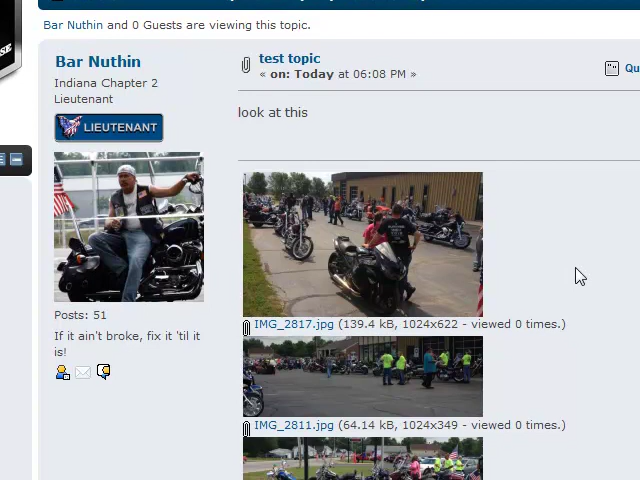 Bar Nuthin and 0 Guests are viewing this topic.
Bar Nuthin
Indiana Chapter 2
Lieutenant
LIEUTENANT
Posts: 51
If it ain't broke, fix it 'til it
is!
test topic
« on: Today at 06:08 PM »
Qu
look at this
IMG_2817.jpg (139.4 kB, 1024x622 - viewed 0 times.)
IMG_2811.jpg (64.14 kB, 1024x349 - viewed 0 times.)